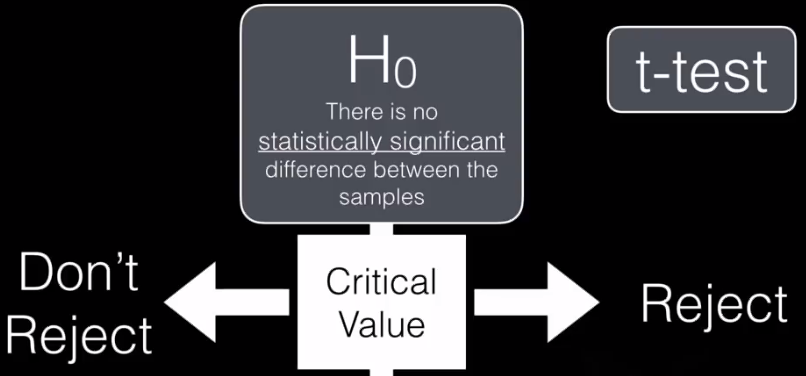 H0
There is no
statistically significant
difference between the
samples
t-test
Don't
Reject
Critical
Value
Reject